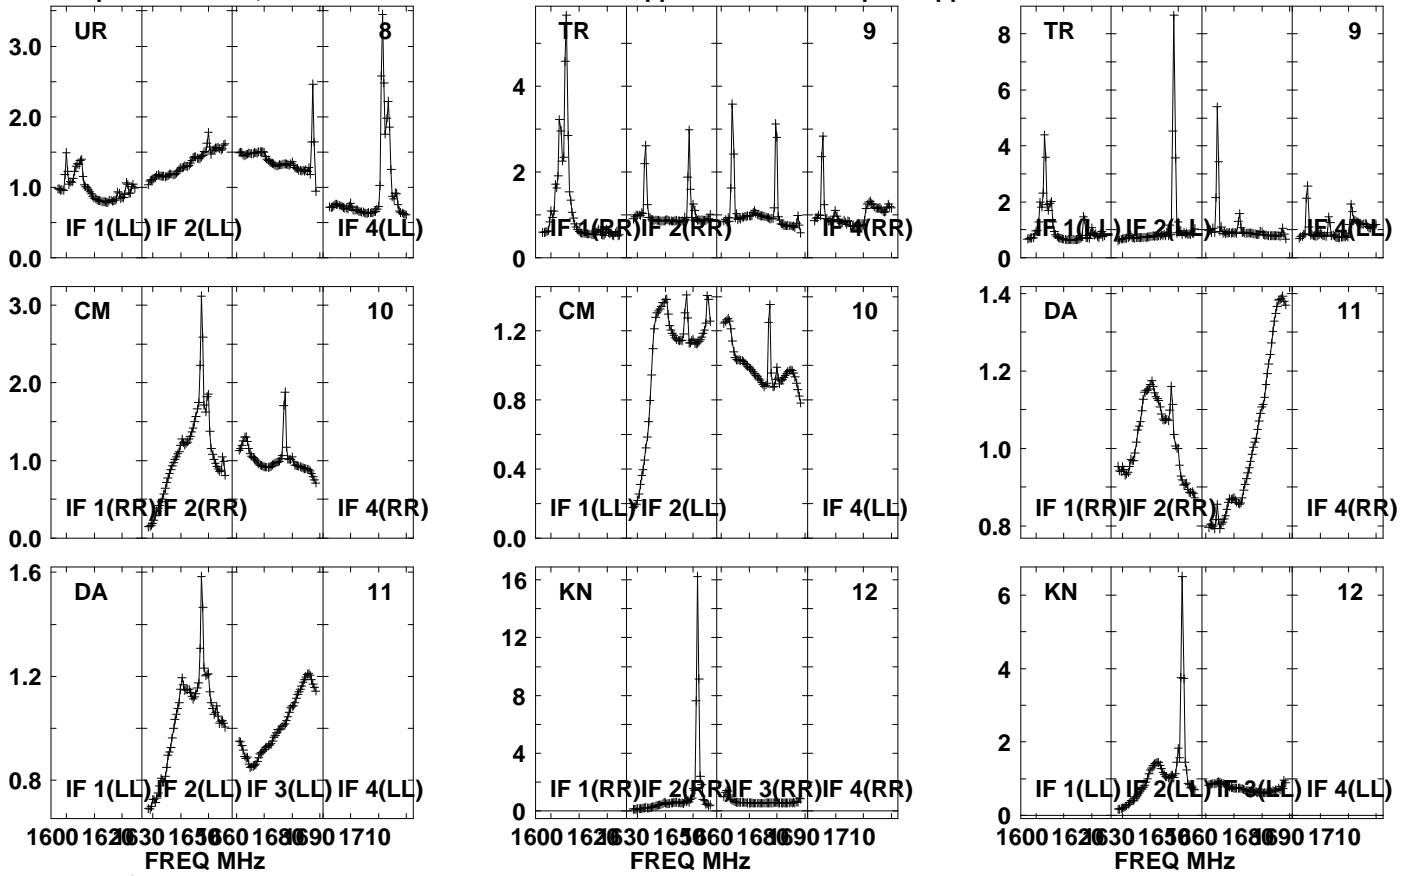 UR 8 TR 9 TR 9
3.0 2.0 1.0 0.0
4 2 0
8 6 4 2 0
IF 1(LL) IF 2(LL) IF 4(LL)
IF 1(RR) IF 2(RR) IF 4(RR)
IF 1(LL) IF 2(LL) IF 4(LL)
CM 10 CM 10 DA 11
3.0 2.0 1.0 0.0
1.2 0.8 0.4 0.0
1.4 1.2 1.0 0.8
IF 1(RR) IF 2(RR) IF 4(RR)
IF 1(LL) IF 2(LL) IF 4(LL)
IF 1(RR) IF 2(RR) IF 4(RR)
DA 11 KN 12 KN 12
1.6 1.2 0.8
16 12 8 4 0
6 4 2 0
IF 1(LL) IF 2(LL) IF 3(LL) IF 4(LL)
IF 1(RR) IF 2(RR) IF 3(RR) IF 4(RR)
IF 1(LL) IF 2(LL) IF 3(LL) IF 4(LL)
1600 1620 1630 1650 1660 1680 1690 1710
1600 1620 1630 1650 1660 1680 1690 1710
1600 1620 1630 1650 1660 1680 1690 1710
FREQ MHz FREQ MHz FREQ MHz